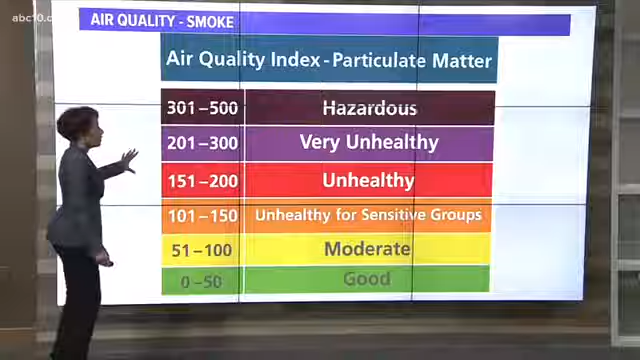 abc10.c
AIR QUALITY - SMOKE
Air Quality Index - Particulate Matter
301-500 Hazardous
201-300 Very Unhealthy
151-200 Unhealthy
101-150 Unhealthy for Sensitive Groups
51-100 Moderate
0-50 Good